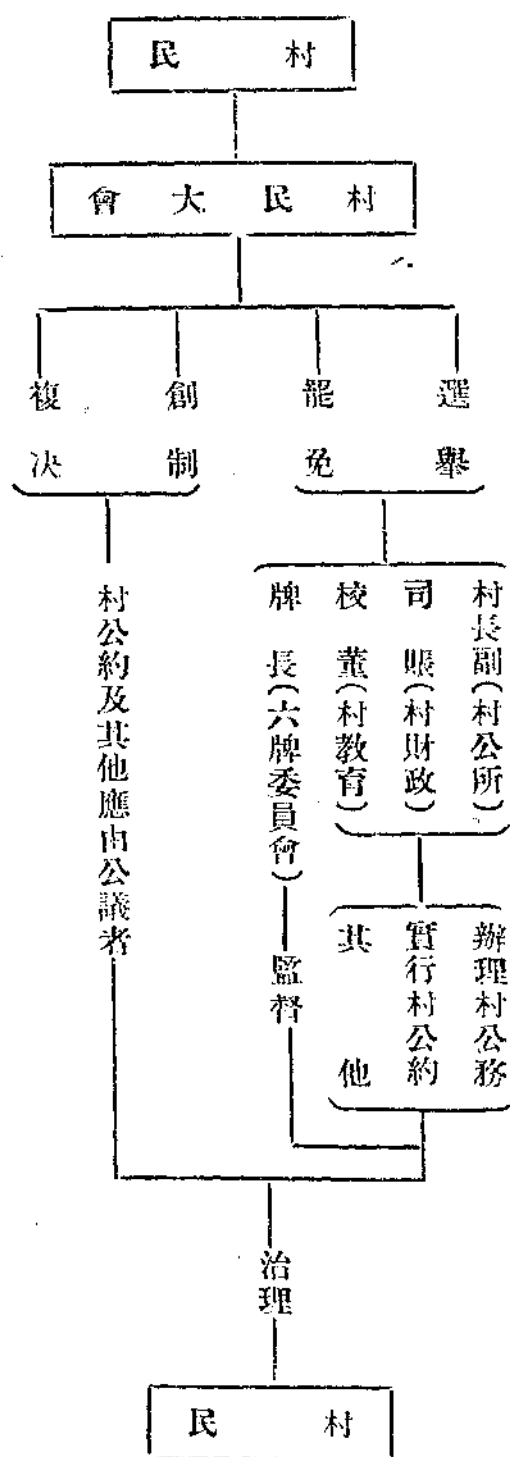 村民
村民大會
選舉
罷免
創制
複決
村長副(村公所)
司賬(村財政)
校董(村教育)
牌長(六牌委員會)
監督
村公約及其他應由公議者
辦理村公務
實行村公約
其他
治理
村民